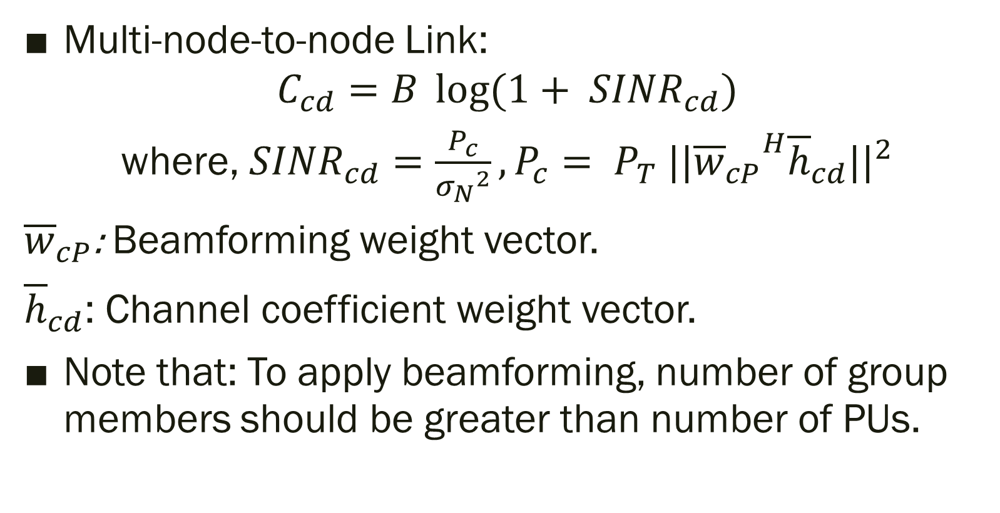 ■ Multi-node-to-node Link:
$C_{cd} = B \, \log(1 + SINR_{cd})$
where, $SINR_{cd} = \frac{P_c}{{\sigma_N}^2}, P_c = P_T \, ||{\overline{w}_{cP}}^H \overline{h}_{cd}||^2$
$\overline{w}_{cP}$: Beamforming weight vector.
$\overline{h}_{cd}$: Channel coefficient weight vector.
■ Note that: To apply beamforming, number of group
members should be greater than number of PUs.